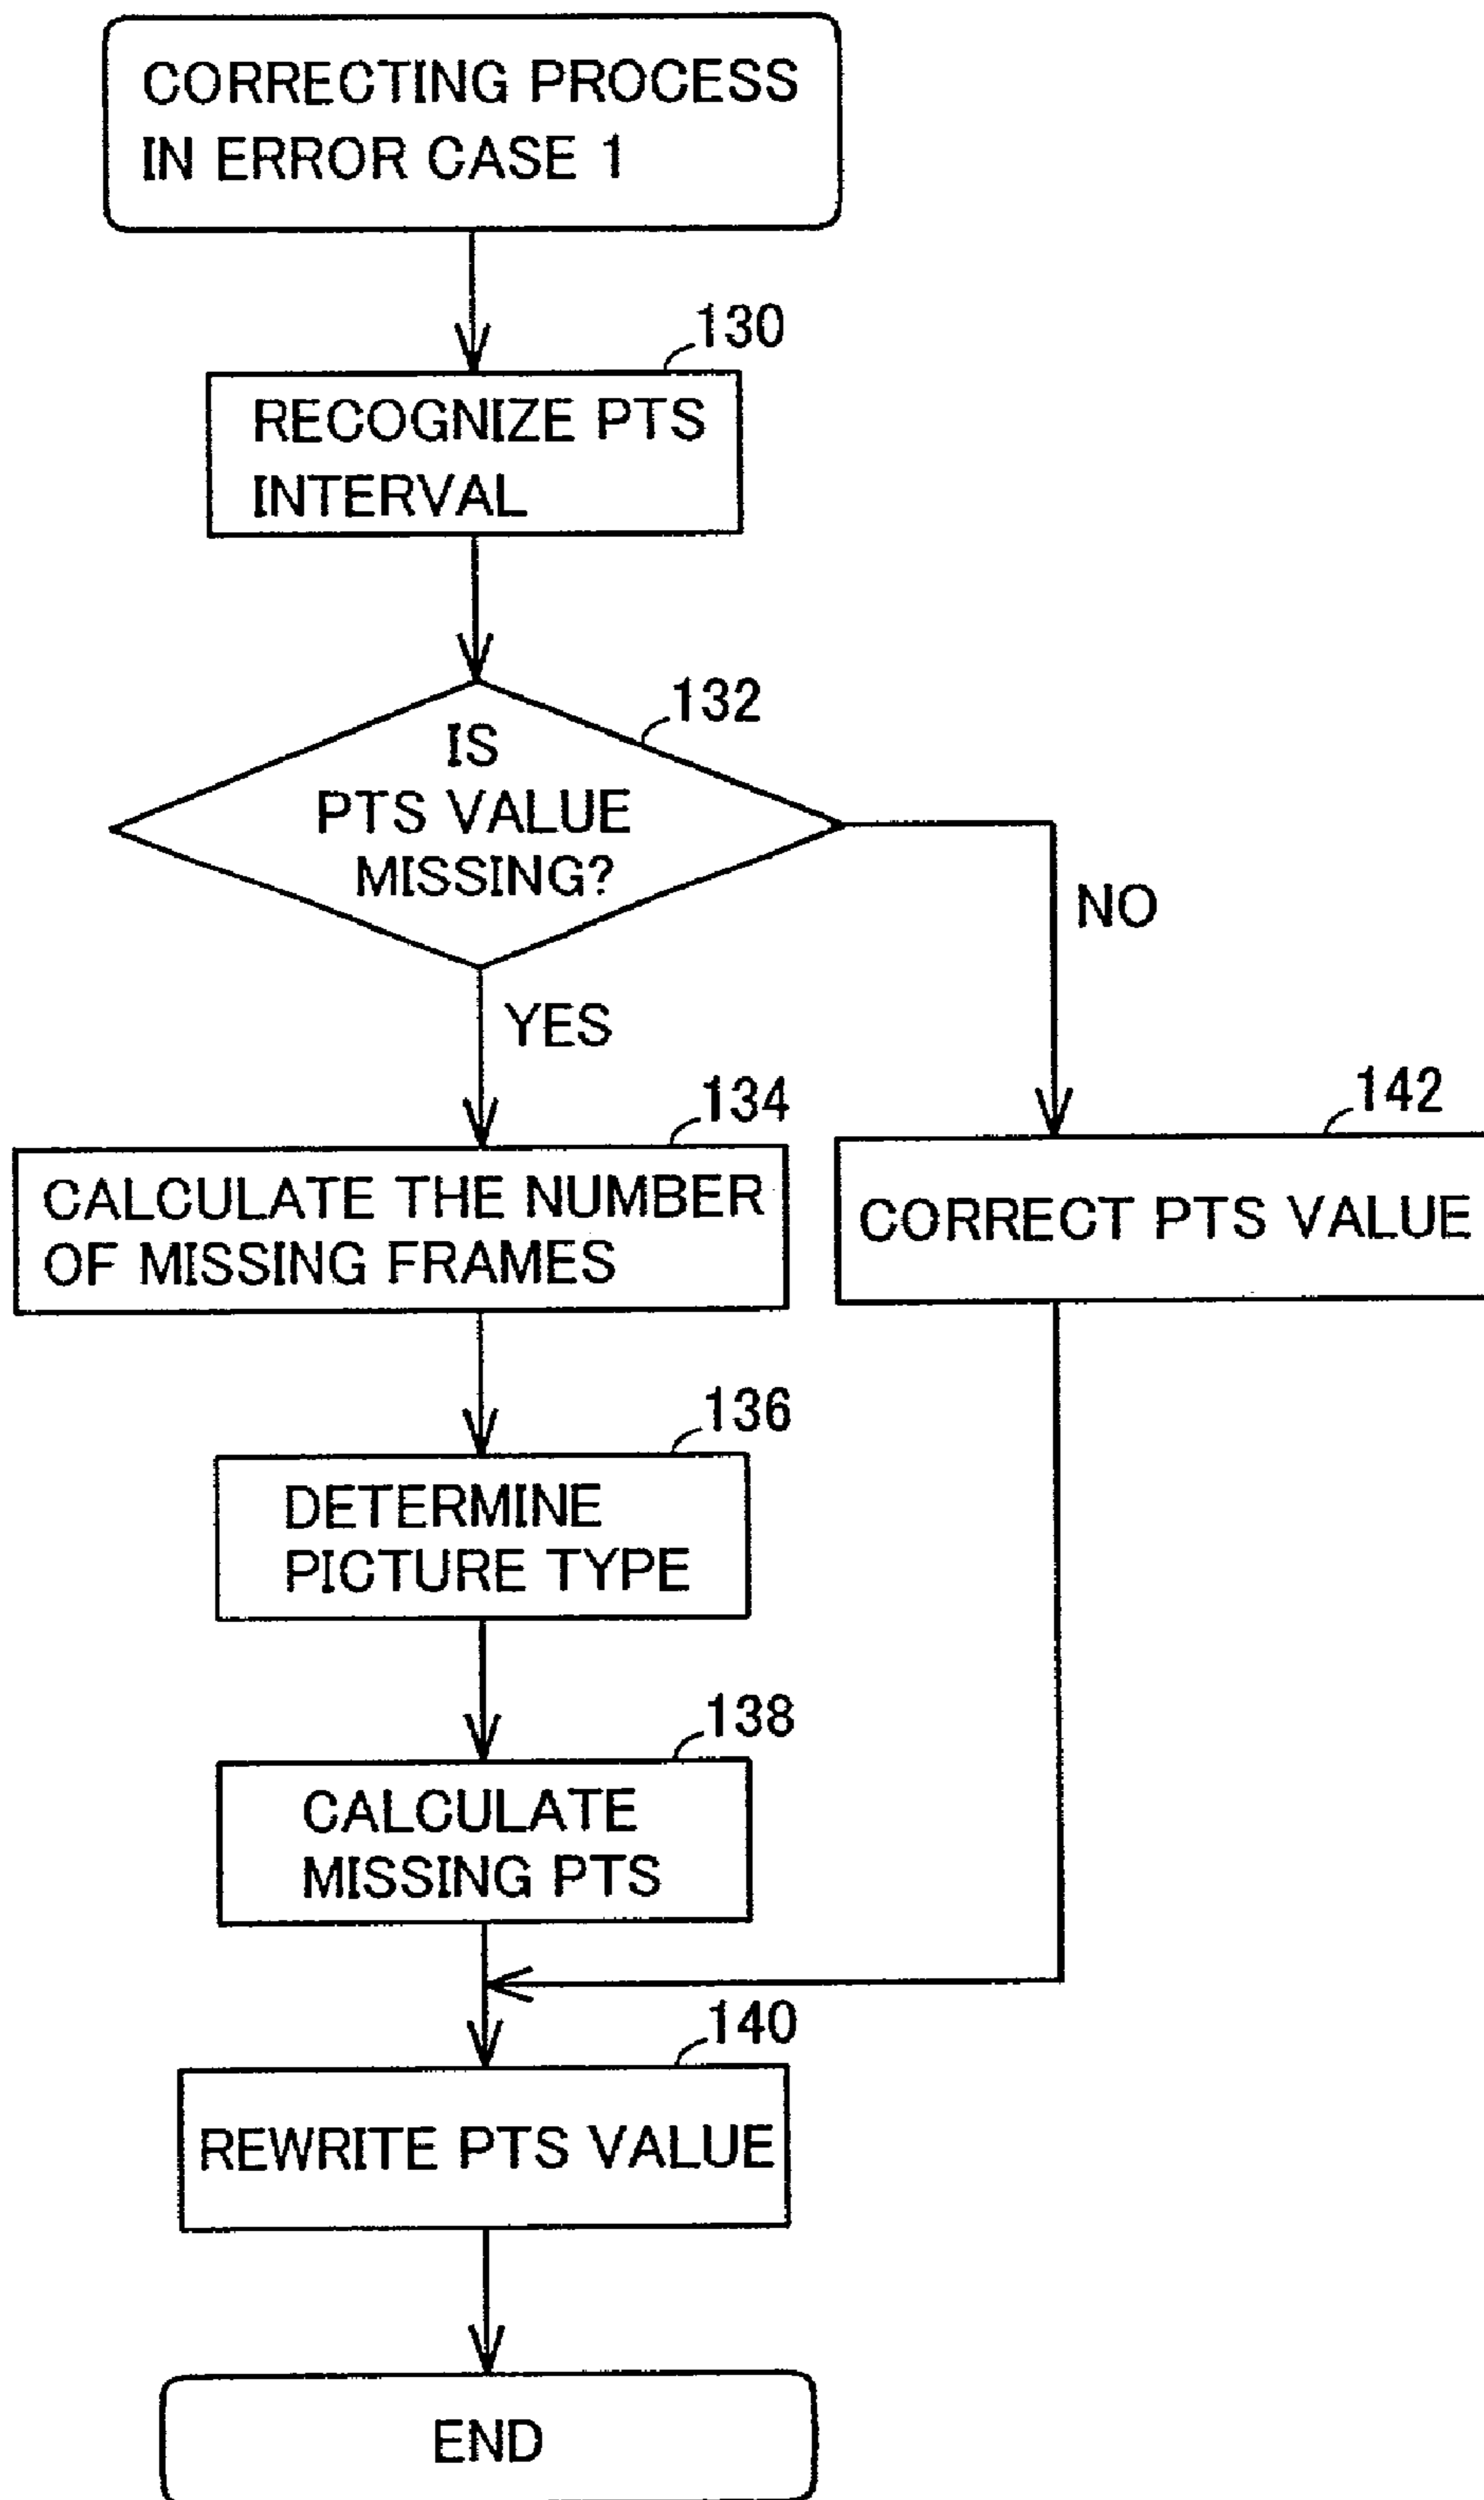 CORRECTING PROCESS
IN ERROR CASE 1
130
RECOGNIZE PTS
INTERVAL
132
IS
PTS VALUE
MISSING?
NO
YES
134
CALCULATE THE NUMBER
OF MISSING FRAMES
142
CORRECT PTS VALUE
136
DETERMINE
PICTURE TYPE
138
CALCULATE
MISSING PTS
140
REWRITE PTS VALUE
END